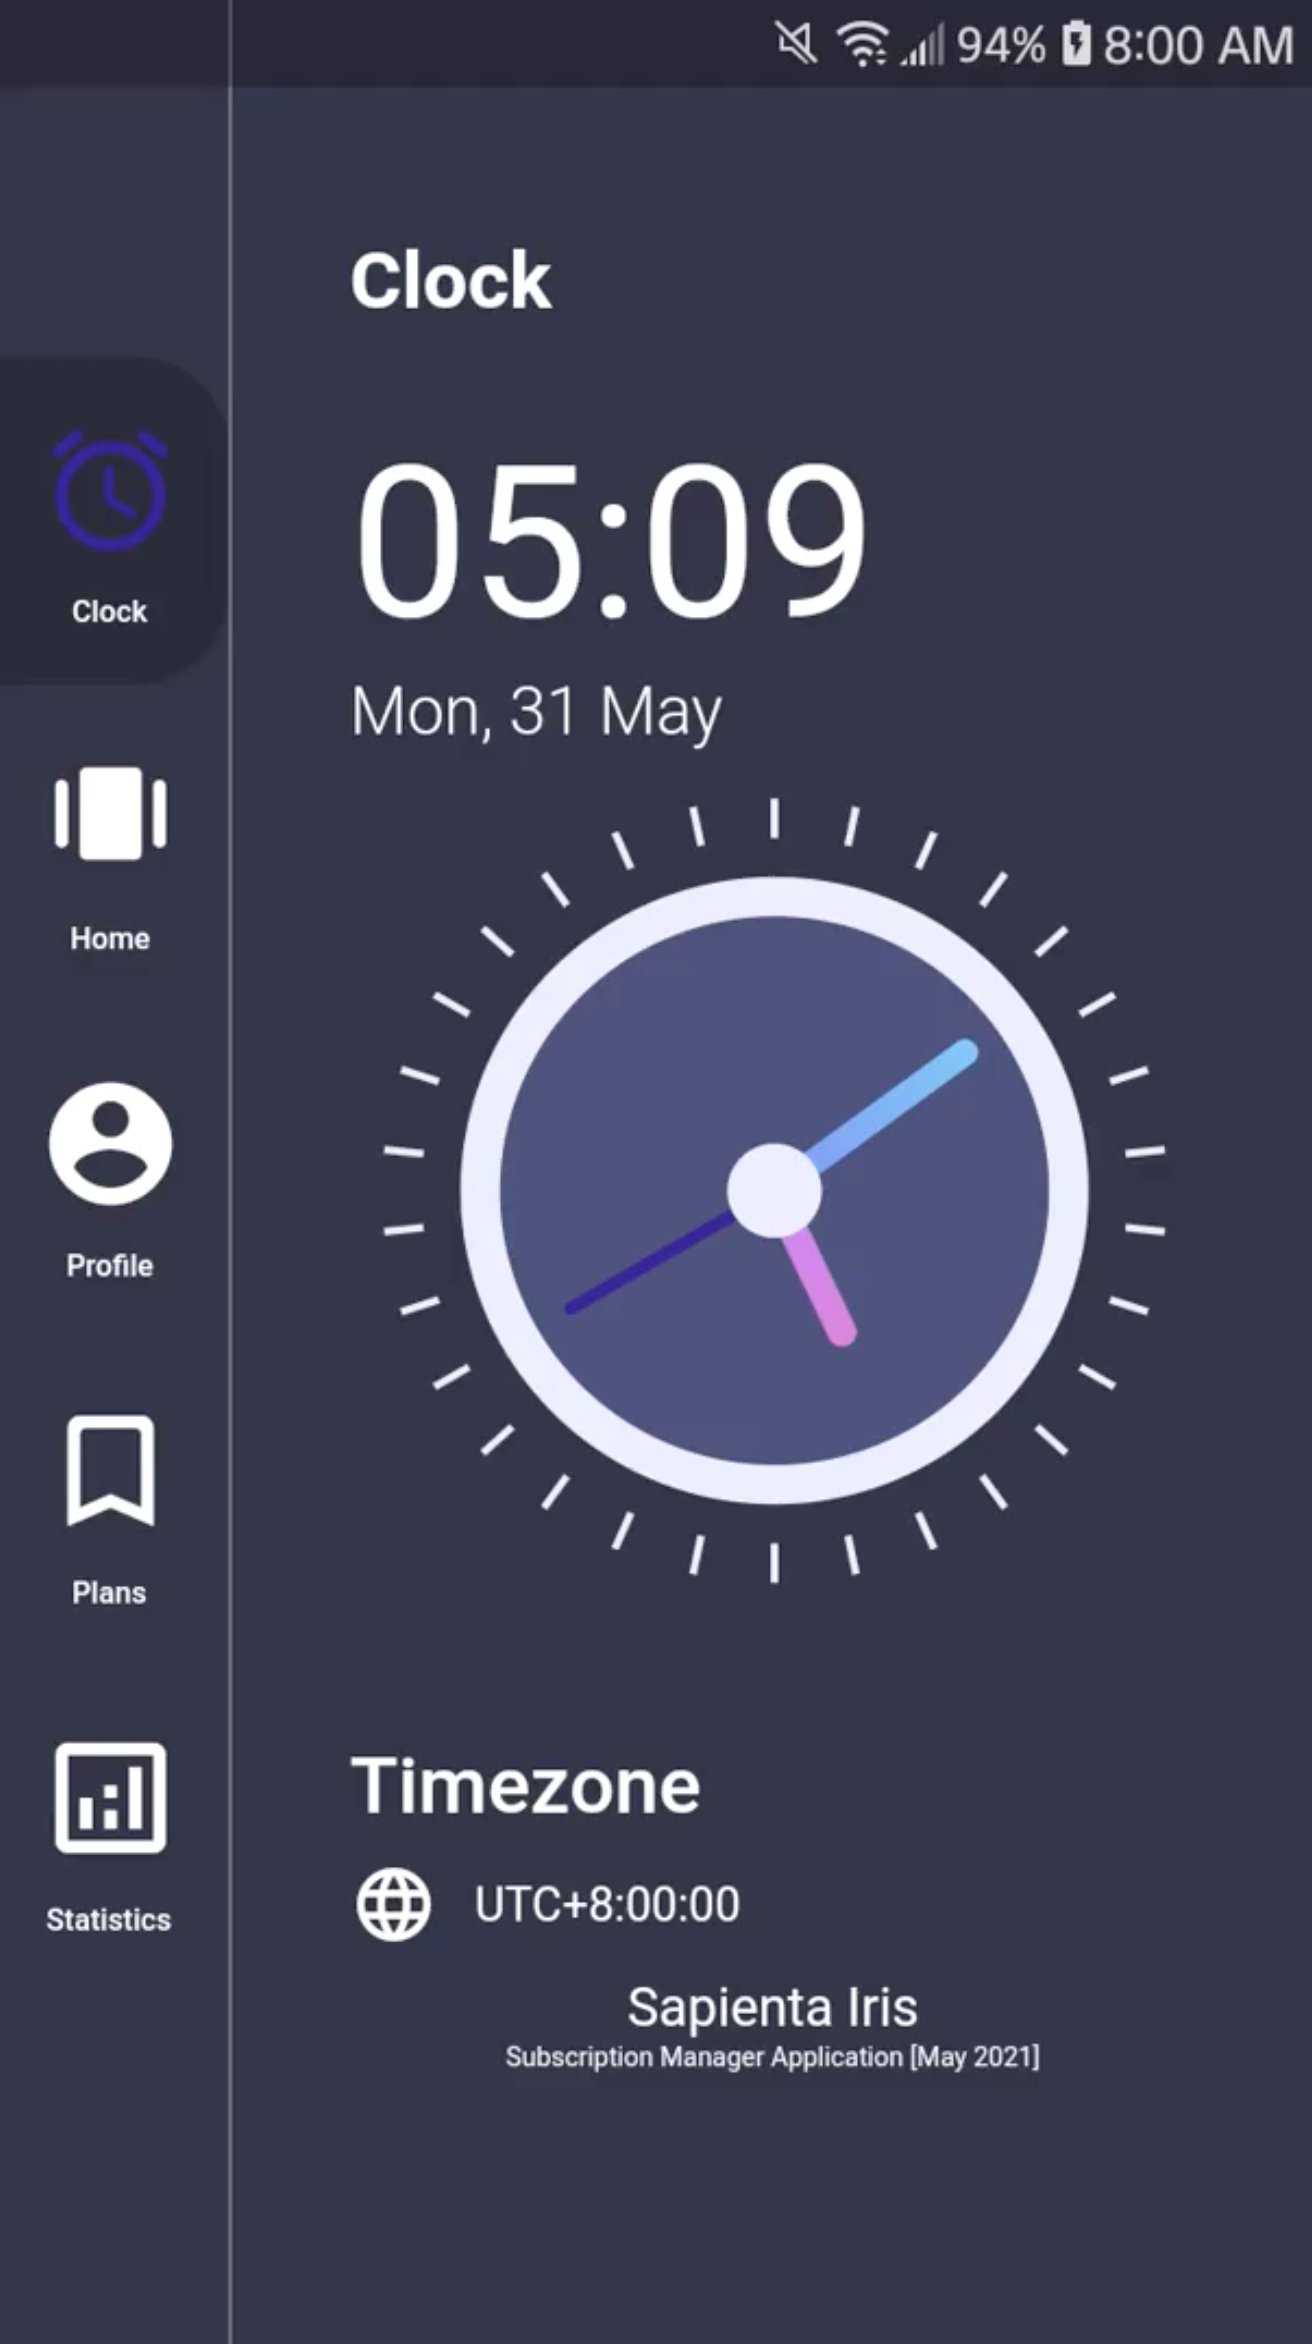 94% 8:00 AM
Clock
05:09
Mon, 31 May
Clock
Home
Profile
Plans
Statistics
Timezone
UTC+8:00:00
Sapienta Iris
Subscription Manager Application [May 2021]